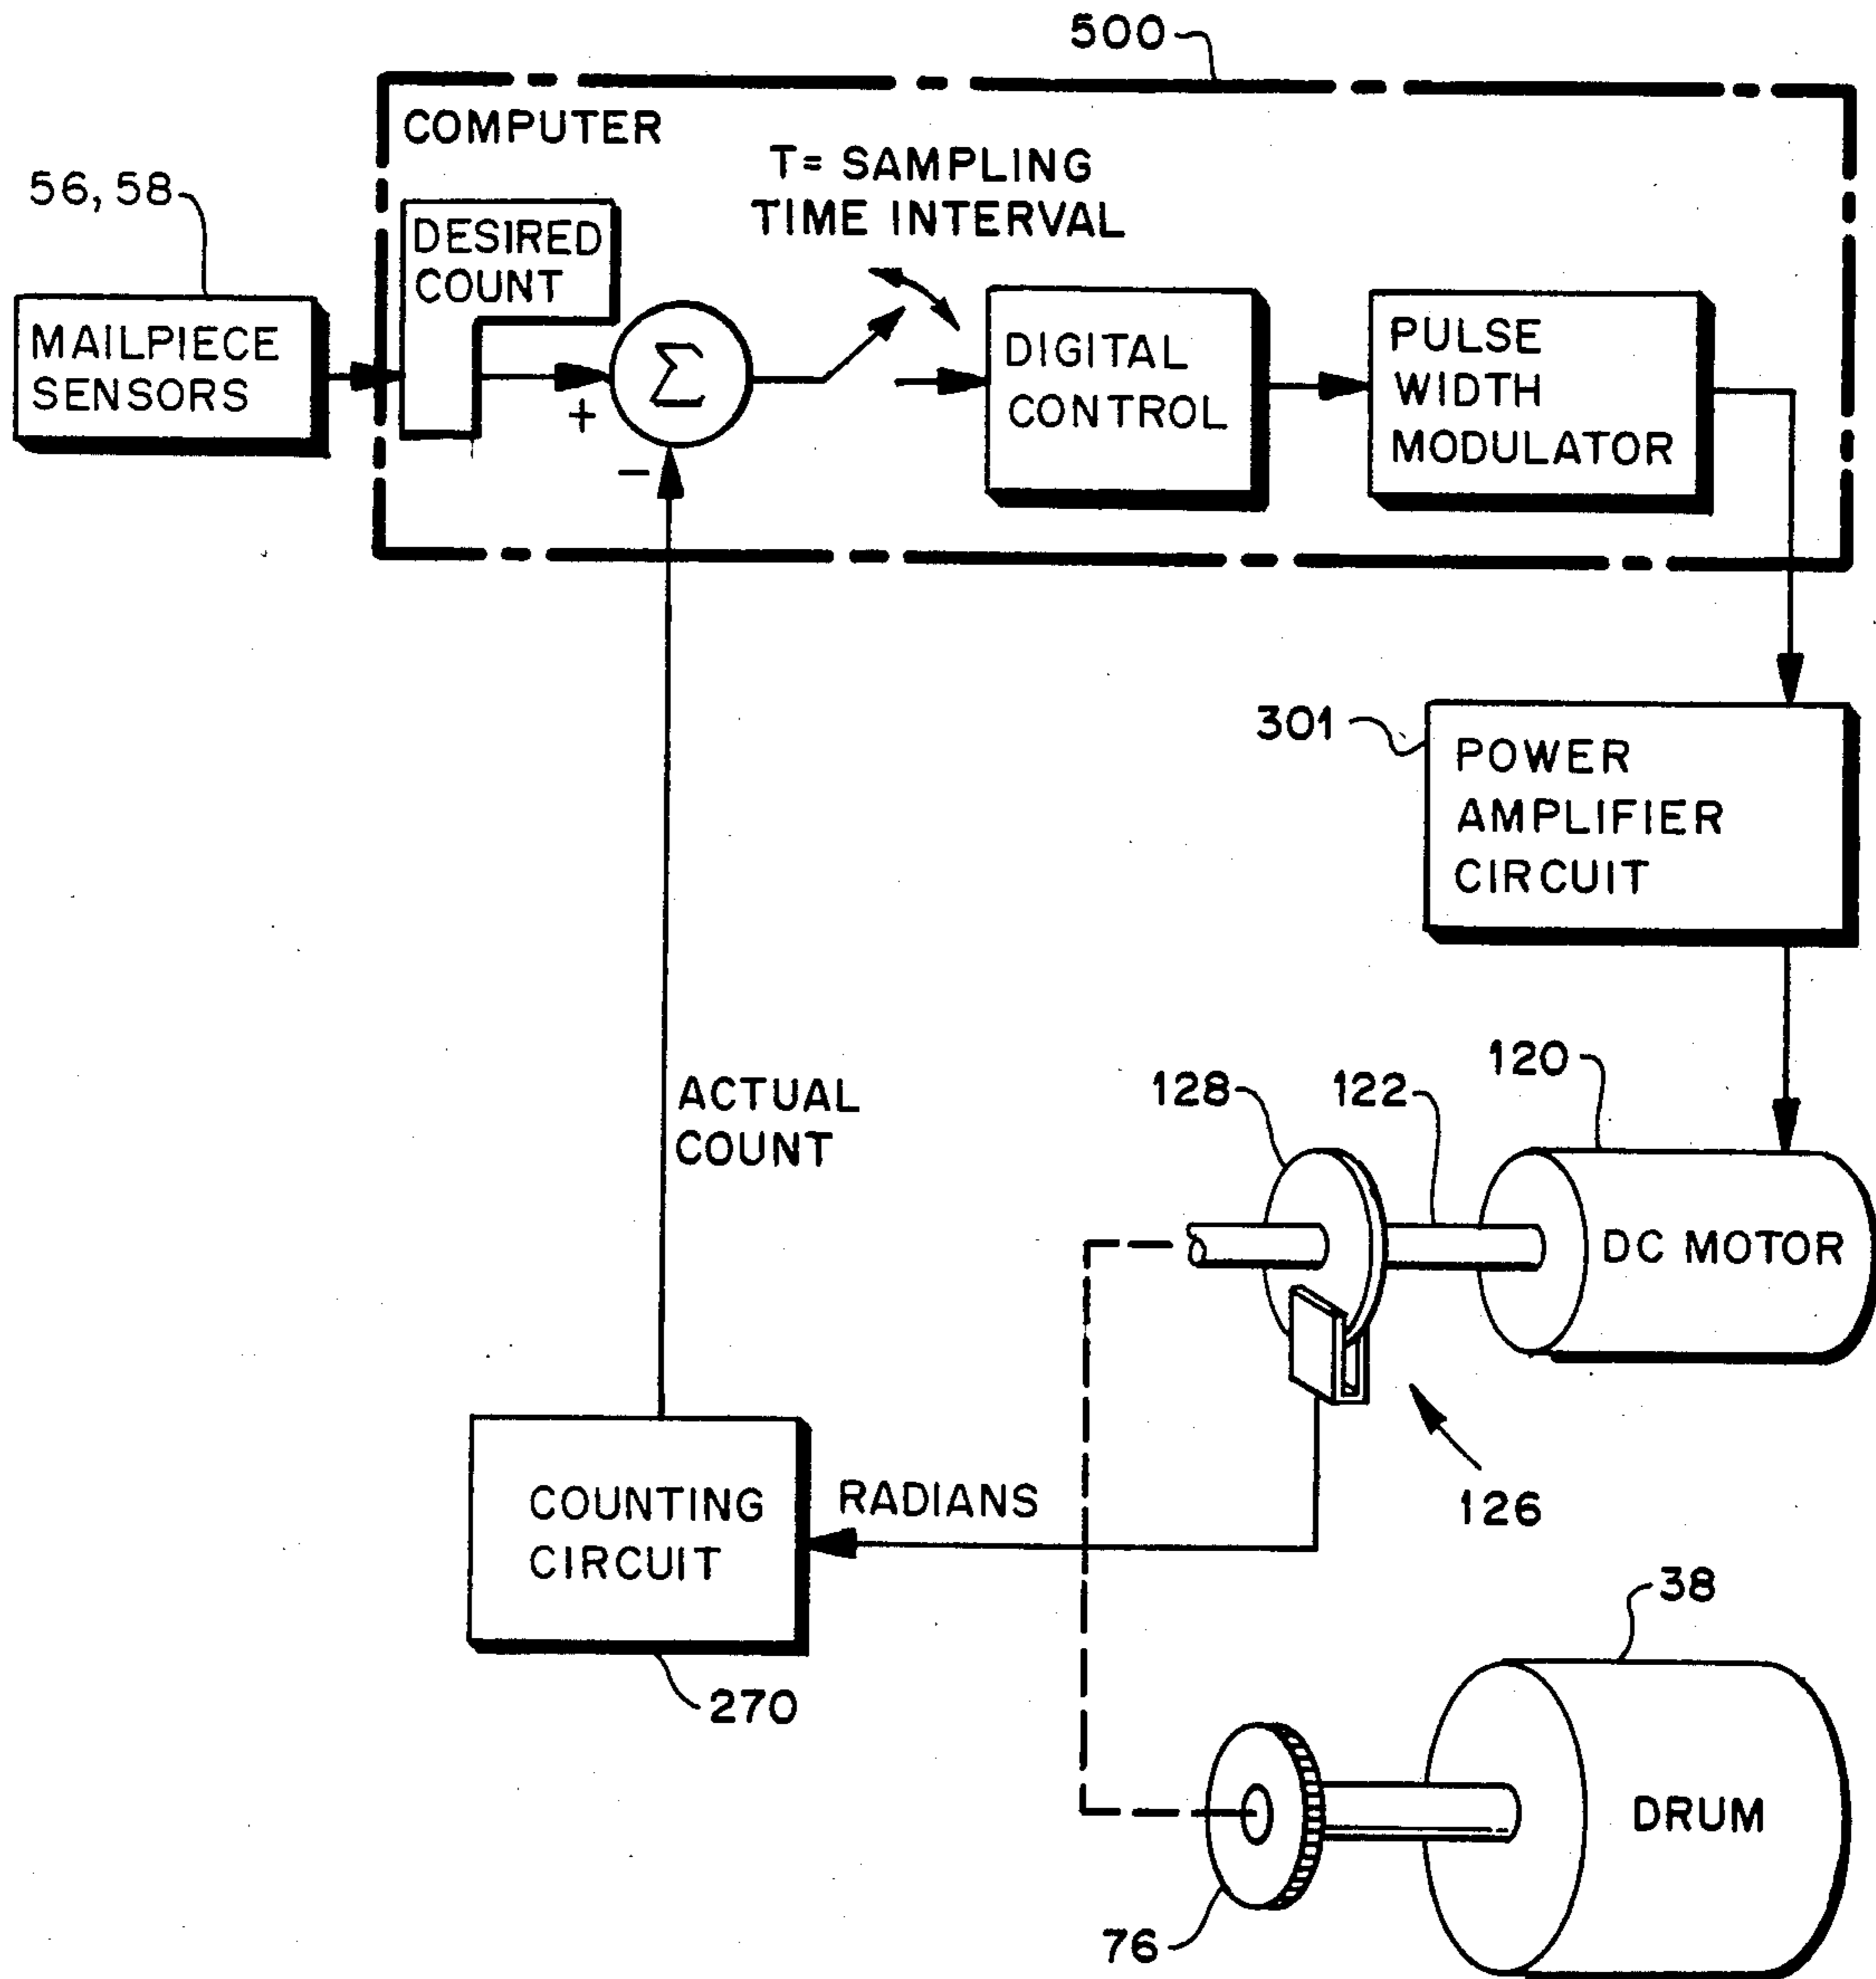 500
COMPUTER
T= SAMPLING
TIME INTERVAL
56, 58
DESIRED
COUNT
MAILPIECE
SENSORS
+
Σ
−
DIGITAL
CONTROL
PULSE
WIDTH
MODULATOR
301
POWER
AMPLIFIER
CIRCUIT
ACTUAL
COUNT
128
122
120
DC MOTOR
126
RADIANS
COUNTING
CIRCUIT
270
38
DRUM
76